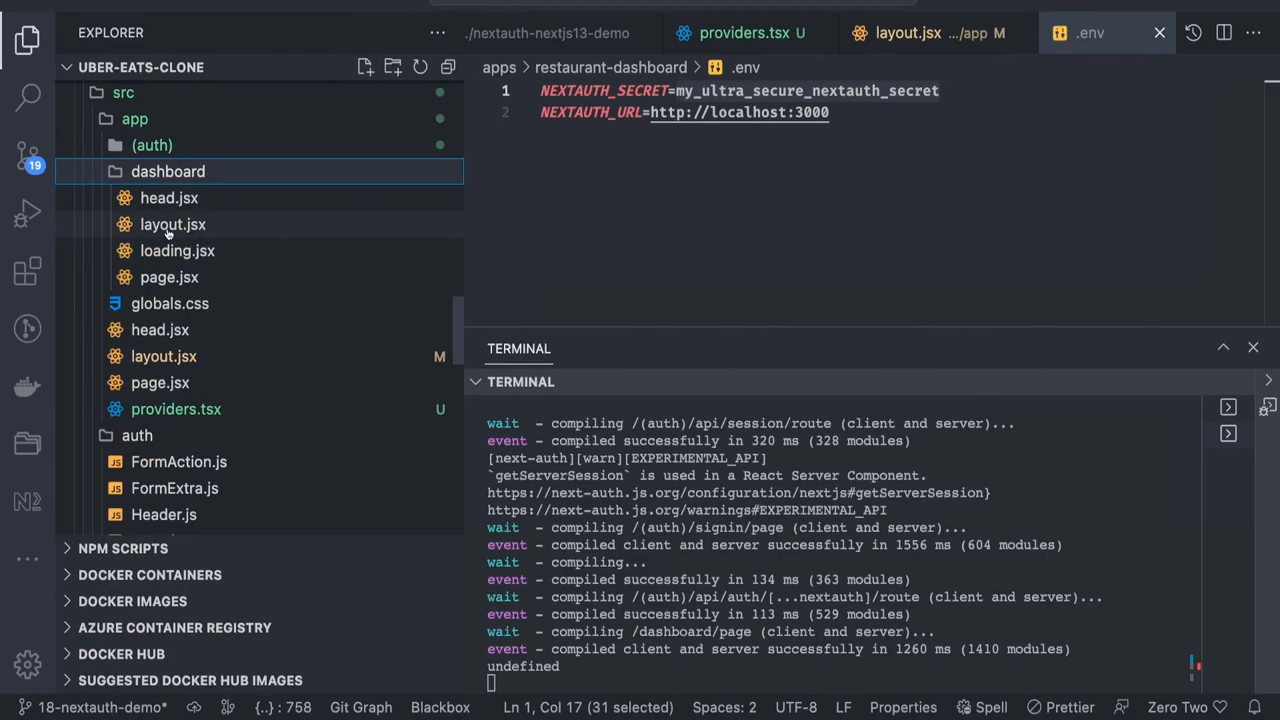 EXPLORER
UBER-EATS-CLONE
src
app
(auth)
dashboard
head.jsx
layout.jsx
loading.jsx
page.jsx
globals.css
head.jsx
layout.jsx M
page.jsx
providers.tsx U
auth
FormAction.js
FormExtra.js
Header.js
NPM SCRIPTS
DOCKER CONTAINERS
DOCKER IMAGES
AZURE CONTAINER REGISTRY
DOCKER HUB
SUGGESTED DOCKER HUB IMAGES
19
./nextauth-nextjs13-demo
providers.tsx U
layout.jsx .../app M
.env
apps > restaurant-dashboard > .env
1 NEXTAUTH_SECRET=my_ultra_secure_nextauth_secret
2 NEXTAUTH_URL=http://localhost:3000
TERMINAL
TERMINAL
wait - compiling /(auth)/api/session/route (client and server)...
event - compiled successfully in 320 ms (328 modules)
[next-auth][warn][EXPERIMENTAL_API]
`getServerSession` is used in a React Server Component.
https://next-auth.js.org/configuration/nextjs#getServerSession}
https://next-auth.js.org/warnings#EXPERIMENTAL_API
wait - compiling /(auth)/signin/page (client and server)...
event - compiled client and server successfully in 1556 ms (604 modules)
wait - compiling...
event - compiled successfully in 134 ms (363 modules)
wait - compiling /(auth)/api/auth/[...nextauth]/route (client and server)...
event - compiled successfully in 113 ms (529 modules)
wait - compiling /dashboard/page (client and server)...
event - compiled client and server successfully in 1260 ms (1410 modules)
undefined
18-nextauth-demo* {..} : 758 Git Graph Blackbox Ln 1, Col 17 (31 selected) Spaces: 2 UTF-8 LF Properties Spell Prettier Zero Two